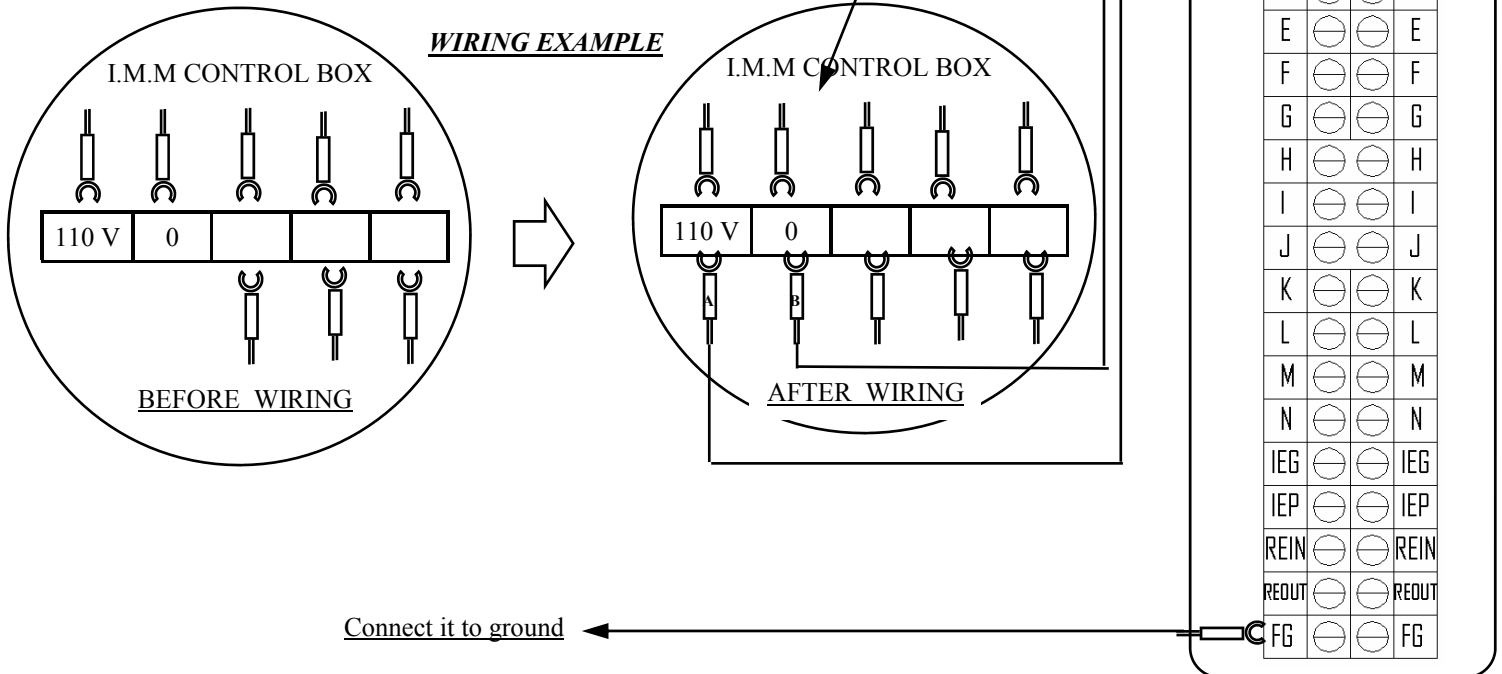 WIRING EXAMPLE
I.M.M CONTROL BOX
110 V 0
BEFORE WIRING
I.M.M CONTROL BOX
110 V 0
A B
AFTER WIRING
Connect it to ground
E E
F F
G G
H H
I I
J J
K K
L L
M M
N N
IEG IEG
IEP IEP
REIN REIN
REOUT REOUT
FG FG